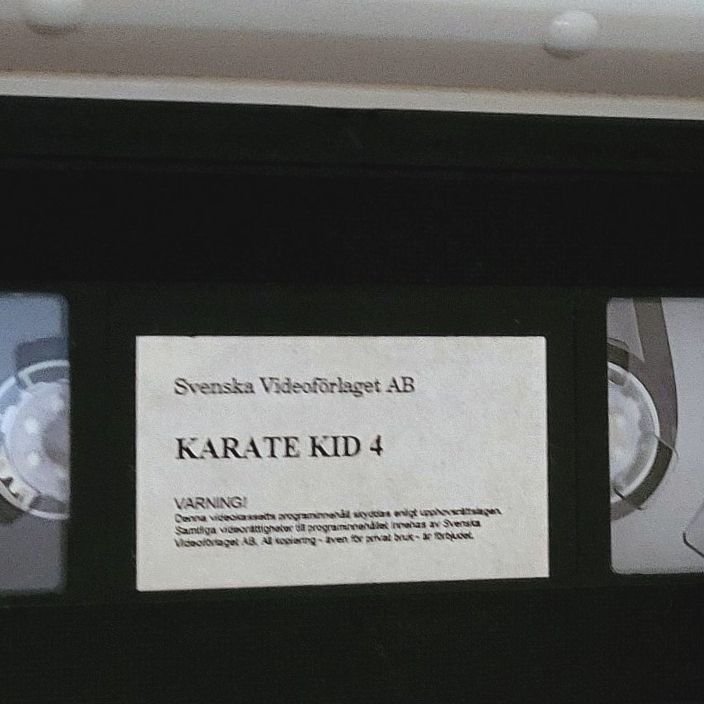 Svenska Videoförlaget AB
KARATE KID 4
VARNING!
Denna videokassetts programinnehåll skyddas enligt upphovsrättslagen.
Samtliga videorättigheter till programinnehållet innehas av Svenska
Videoförlaget AB. All kopiering - även för privat bruk - är förbjudet.